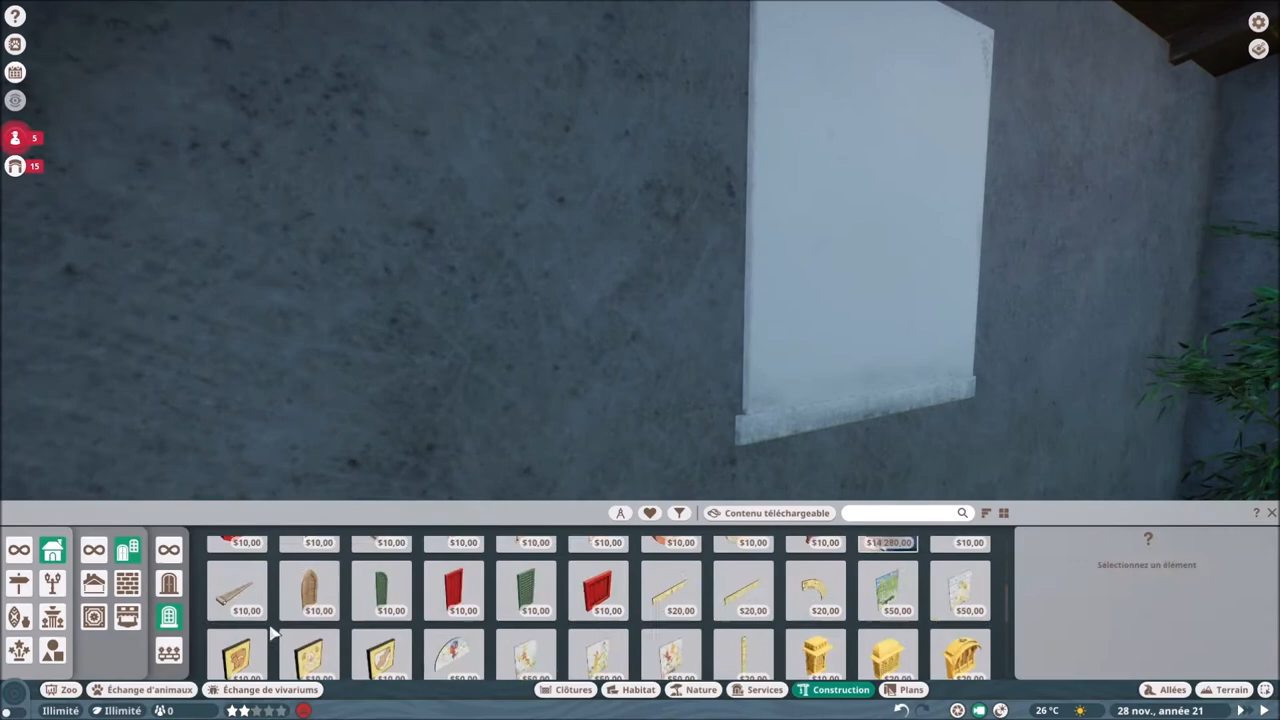 5
15
Contenu téléchargeable
$10,00 $10,00 $10,00 $10,00 $10,00 $10,00 $10,00 $10,00 $10,00 $14 280,00 $10,00
$10,00 $10,00 $10,00 $10,00 $10,00 $10,00 $20,00 $20,00 $20,00 $50,00 $50,00
?
Sélectionnez un élément
Zoo Échange d'animaux Échange de vivariums Clôtures Habitat Nature Services Construction Plans Allées Terrain
Illimité Illimité 0 26 °C 28 nov., année 21